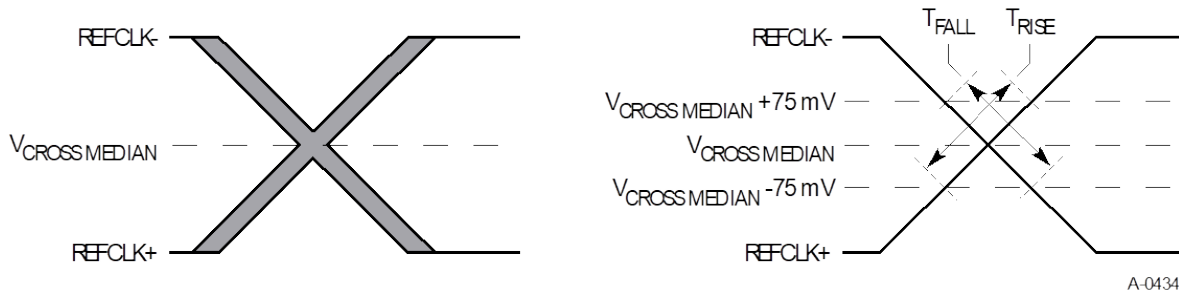 REFCLK-
VCROSS MEDIAN
REFCLK+
TFALL TRISE
REFCLK-
VCROSS MEDIAN +75 mV
VCROSS MEDIAN
VCROSS MEDIAN -75 mV
REFCLK+
A-0434